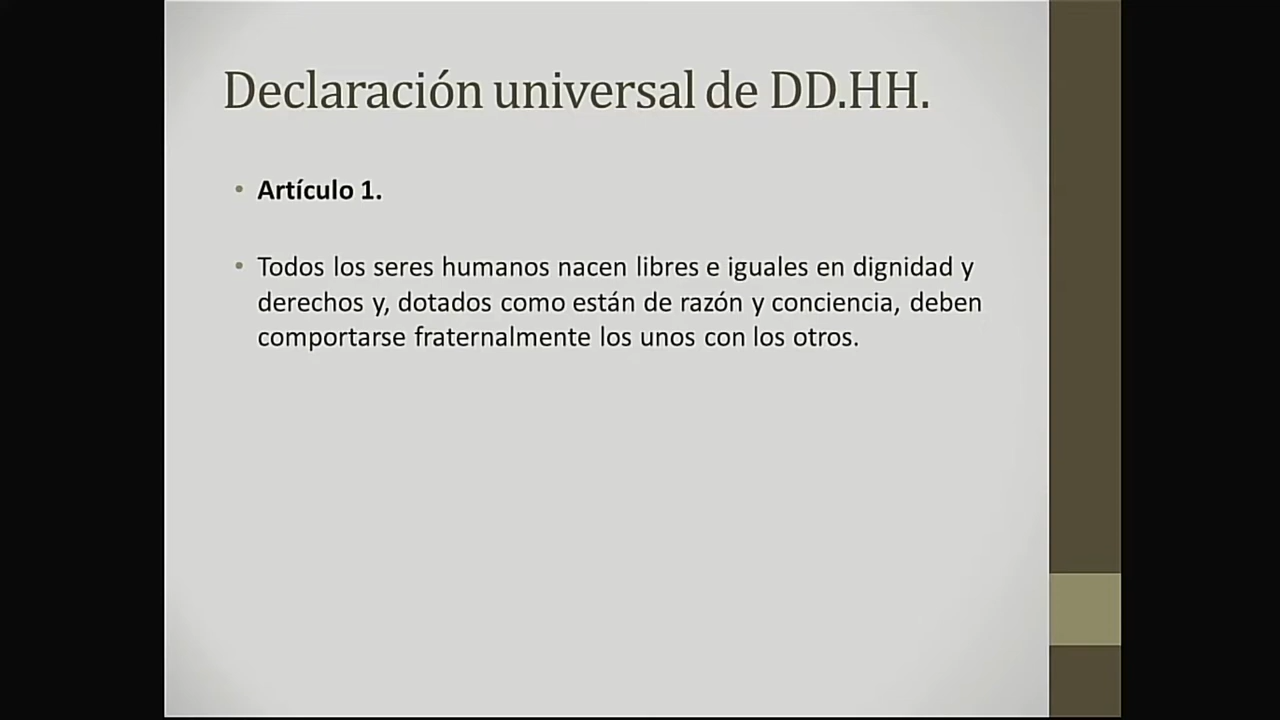 Declaración universal de DD.HH.
• Artículo 1.
• Todos los seres humanos nacen libres e iguales en dignidad y
derechos y, dotados como están de razón y conciencia, deben
comportarse fraternalmente los unos con los otros.